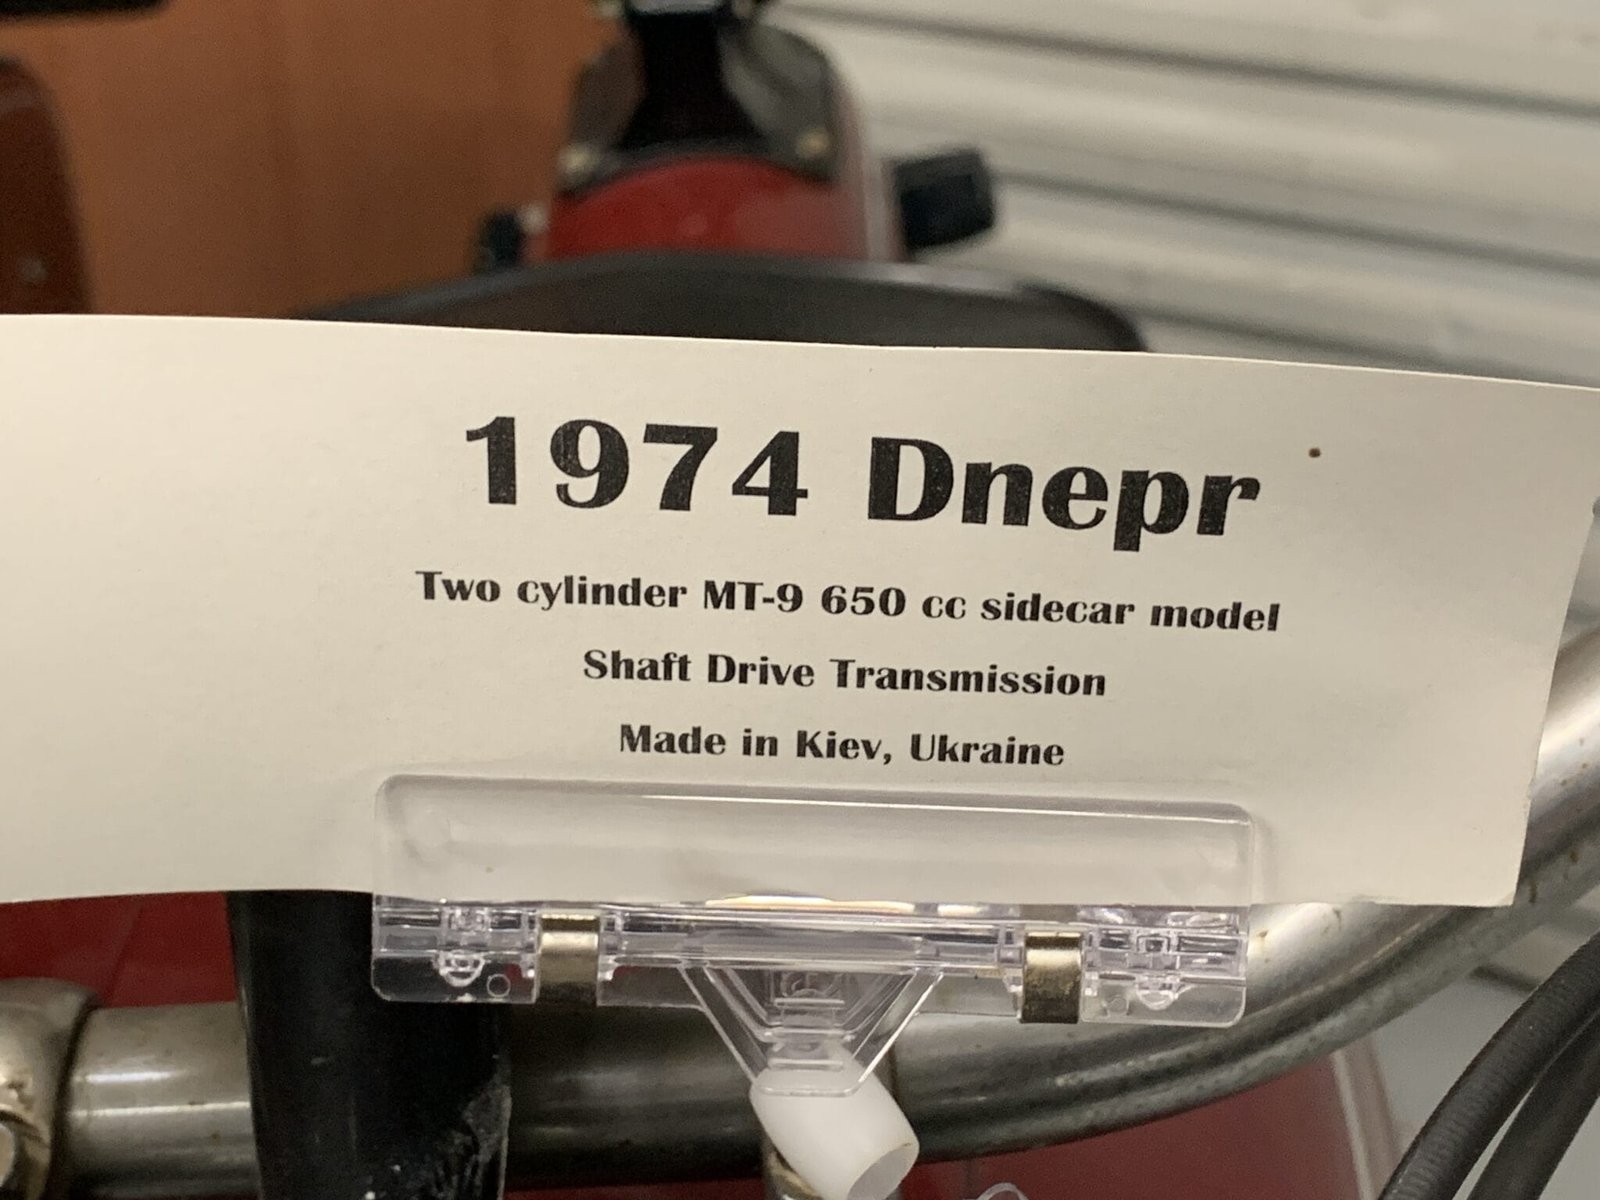 1974 Dnepr
Two cylinder MT-9 650 cc sidecar model
Shaft Drive Transmission
Made in Kiev, Ukraine